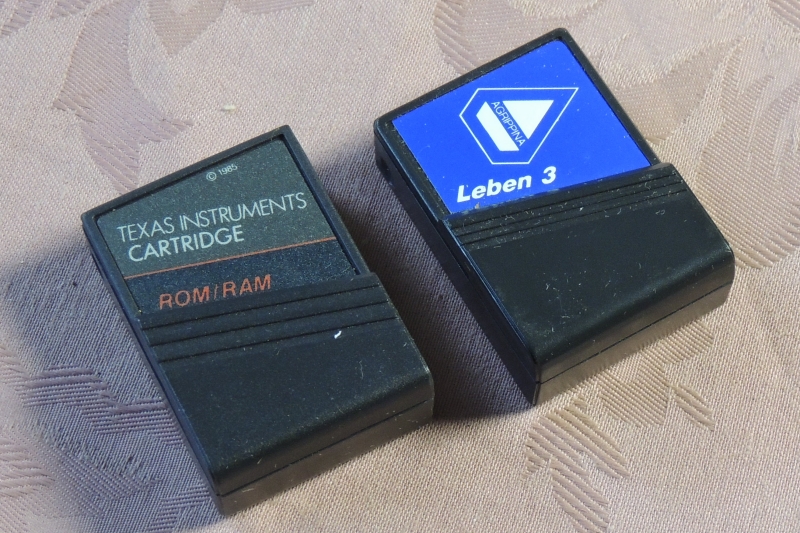 © 1985
TEXAS INSTRUMENTS
CARTRIDGE
ROM/RAM
AGRIPPINA
Leben 3